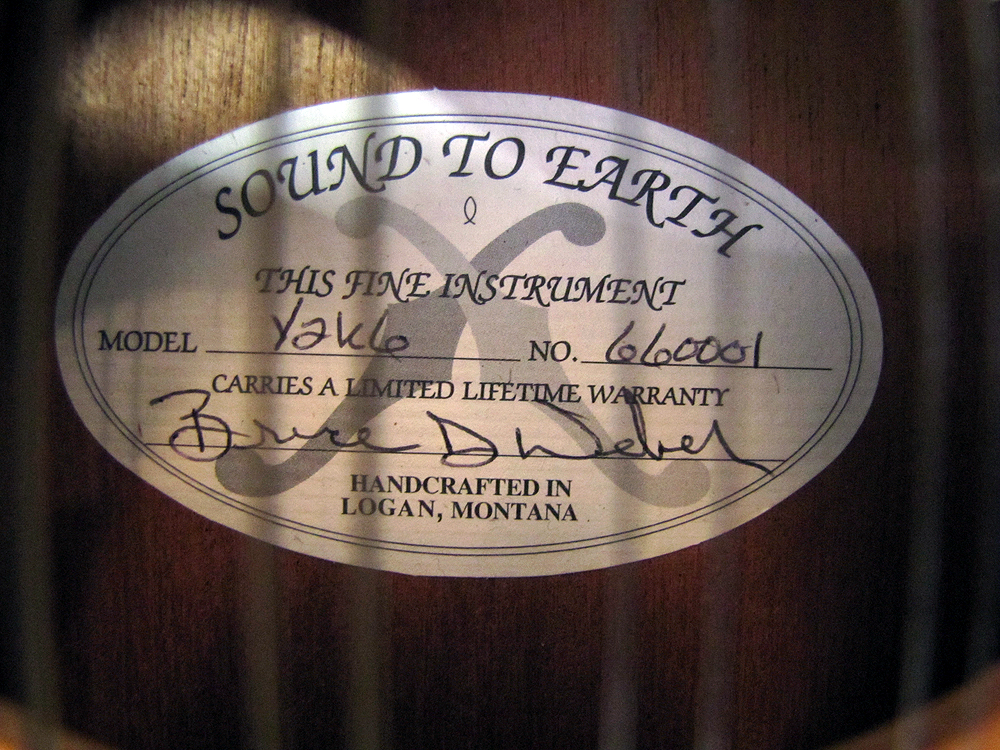 SOUND TO EARTH
THIS FINE INSTRUMENT
MODEL Yak6 NO. 660001
CARRIES A LIMITED LIFETIME WARRANTY
Bruce D Weber
HANDCRAFTED IN
LOGAN, MONTANA